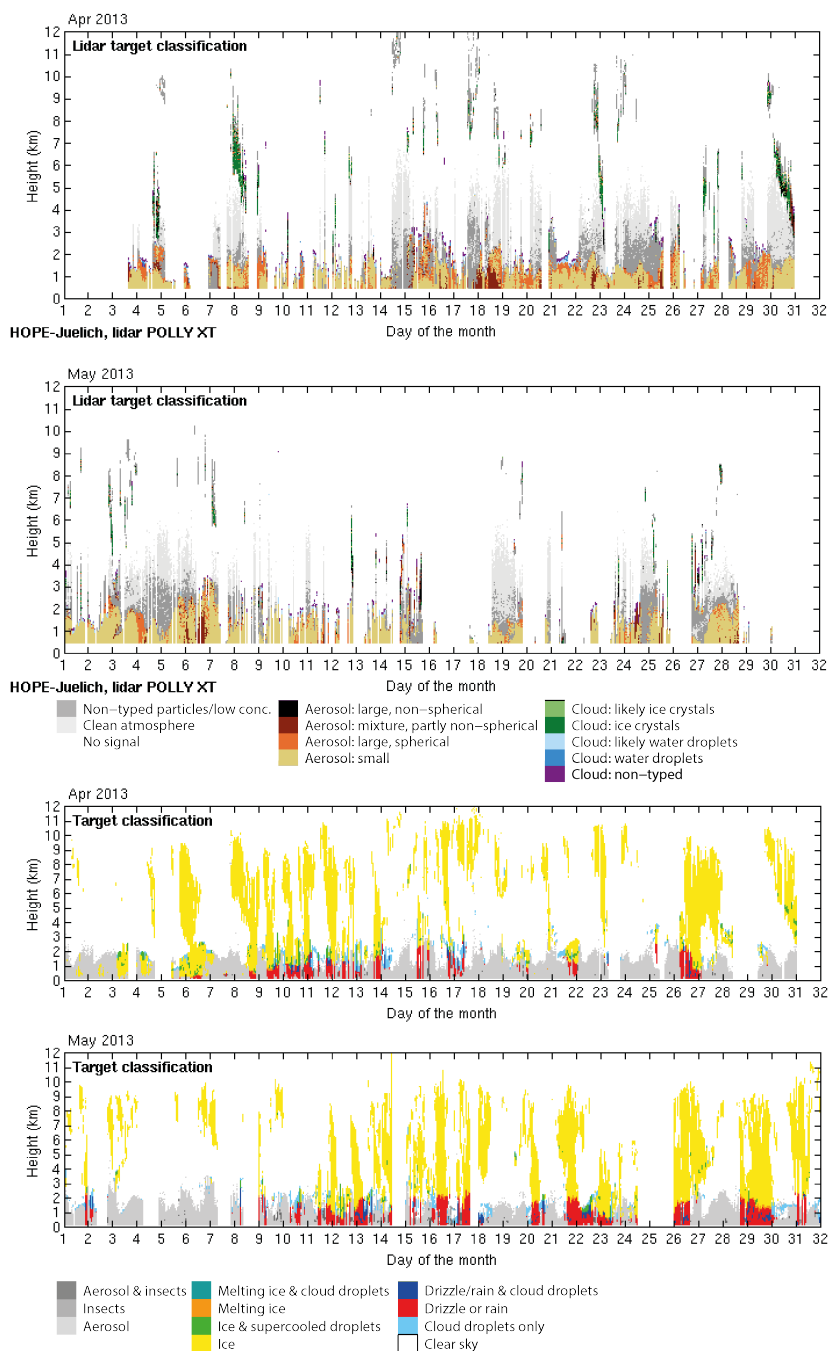 Apr 2013
Lidar target classification
Height (km)
12
11
10
9
8
7
6
5
4
3
2
1
0
1 2 3 4 5 6 7 8 9 10 11 12 13 14 15 16 17 18 19 20 21 22 23 24 25 26 27 28 29 30 31 32
HOPE-Juelich, lidar POLLY XT
Day of the month
May 2013
Lidar target classification
Height (km)
12
11
10
9
8
7
6
5
4
3
2
1
0
1 2 3 4 5 6 7 8 9 10 11 12 13 14 15 16 17 18 19 20 21 22 23 24 25 26 27 28 29 30 31 32
Day of the month
HOPE-Juelich, lidar POLLY XT
Non-typed particles/low conc.
Clean atmosphere
No signal
Aerosol: large, non-spherical
Aerosol: mixture, partly non-spherical
Aerosol: large, spherical
Aerosol: small
Cloud: likely ice crystals
Cloud: ice crystals
Cloud: likely water droplets
Cloud: water droplets
Cloud: non-typed
Apr 2013
Target classification
Height (km)
12
11
10
9
8
7
6
5
4
3
2
1
0
1 2 3 4 5 6 7 8 9 10 11 12 13 14 15 16 17 18 19 20 21 22 23 24 25 26 27 28 29 30 31 32
Day of the month
May 2013
Target classification
Height (km)
12
11
10
9
8
7
6
5
4
3
2
1
0
1 2 3 4 5 6 7 8 9 10 11 12 13 14 15 16 17 18 19 20 21 22 23 24 25 26 27 28 29 30 31 32
Day of the month
Aerosol & insects
Insects
Aerosol
Melting ice & cloud droplets
Melting ice
Ice & supercooled droplets
Ice
Drizzle/rain & cloud droplets
Drizzle or rain
Cloud droplets only
Clear sky